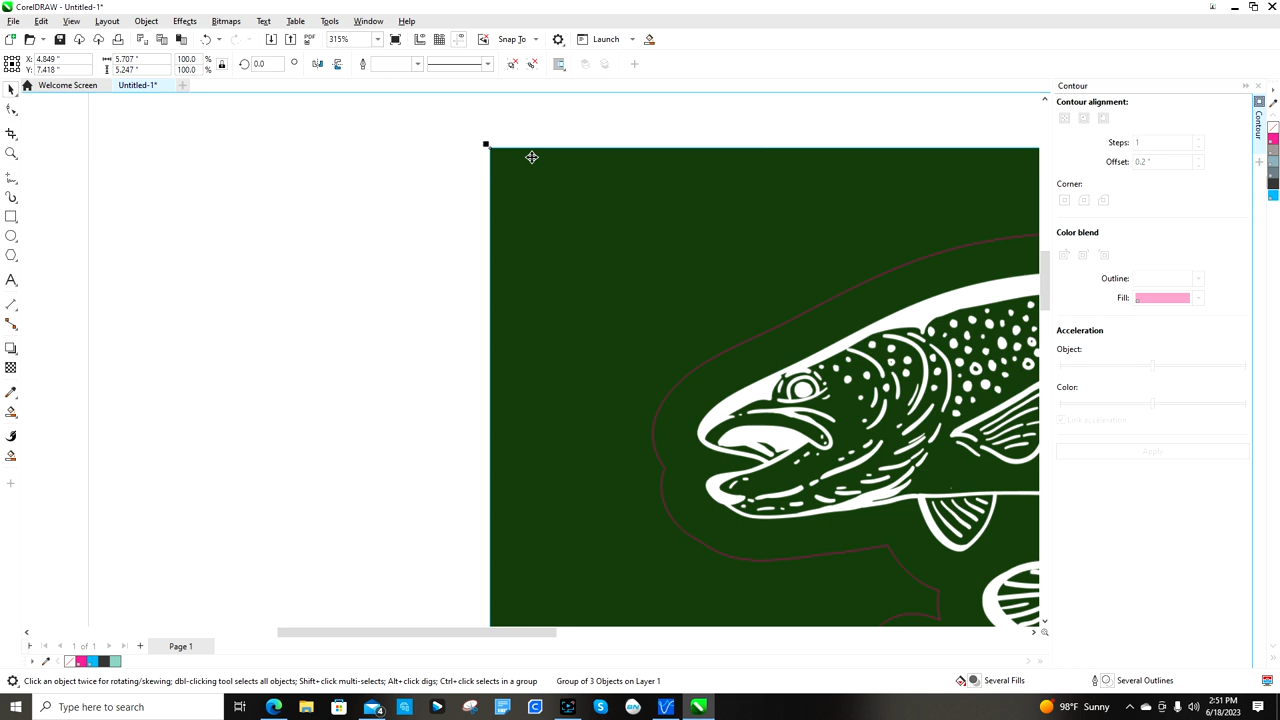 CorelDRAW - Untitled-1*
File Edit View Layout Object Effects Bitmaps Text Table Tools Window Help
PDF 315% Snap To Launch
X: 4.849 " 5.707 " 100.0 % 0.0 °
Y: 7.418 " 5.247 " 100.0 %
Welcome Screen Untitled-1*
Contour
Contour alignment:
Contour
Steps: 1
Offset: 0.2 "
Corner:
Color blend
Outline:
Fill:
Acceleration
Object:
Color:
Link acceleration
Apply
1 of 1 Page 1
Click an object twice for rotating/skewing; dbl-clicking tool selects all objects; Shift+click multi-selects; Alt+click digs; Ctrl+click selects in a group Group of 3 Objects on Layer 1 Several Fills Several Outlines
Type here to search 4 98°F Sunny 2:51 PM
6/18/2023